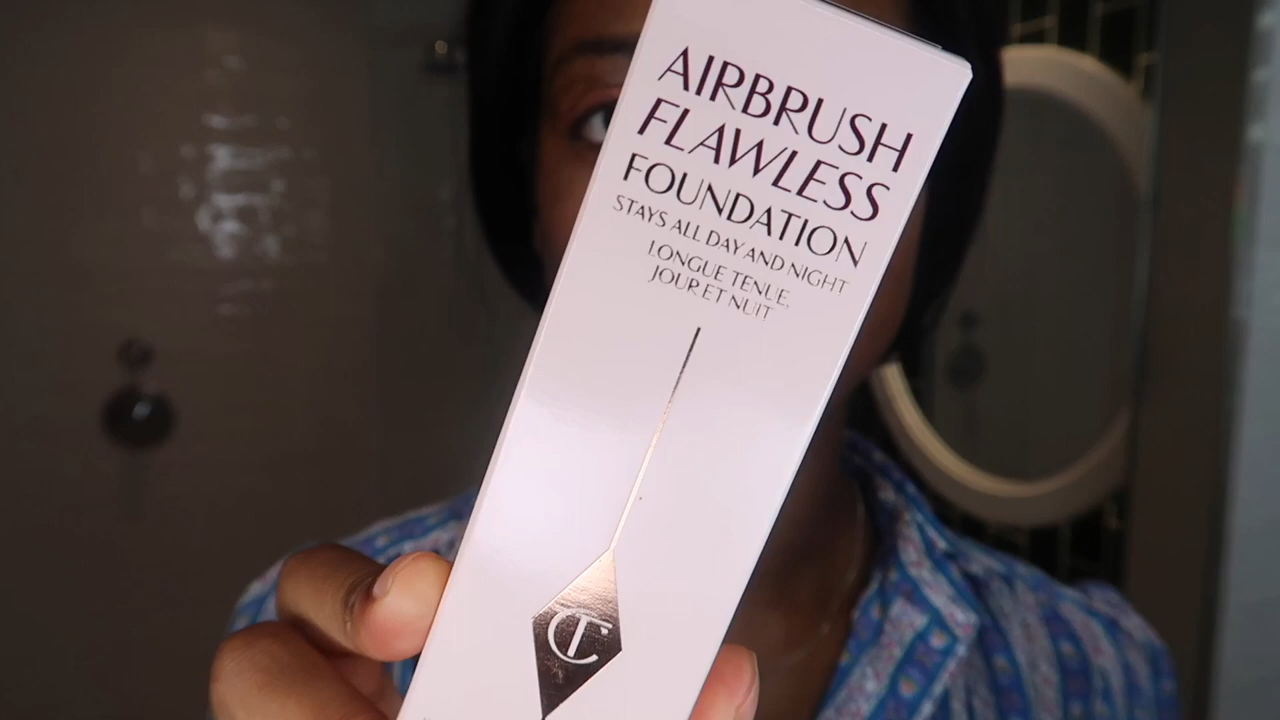 AIRBRUSH
FLAWLESS
FOUNDATION
STAYS ALL DAY AND NIGHT
LONGUE TENUE,
JOUR ET NUIT
CT